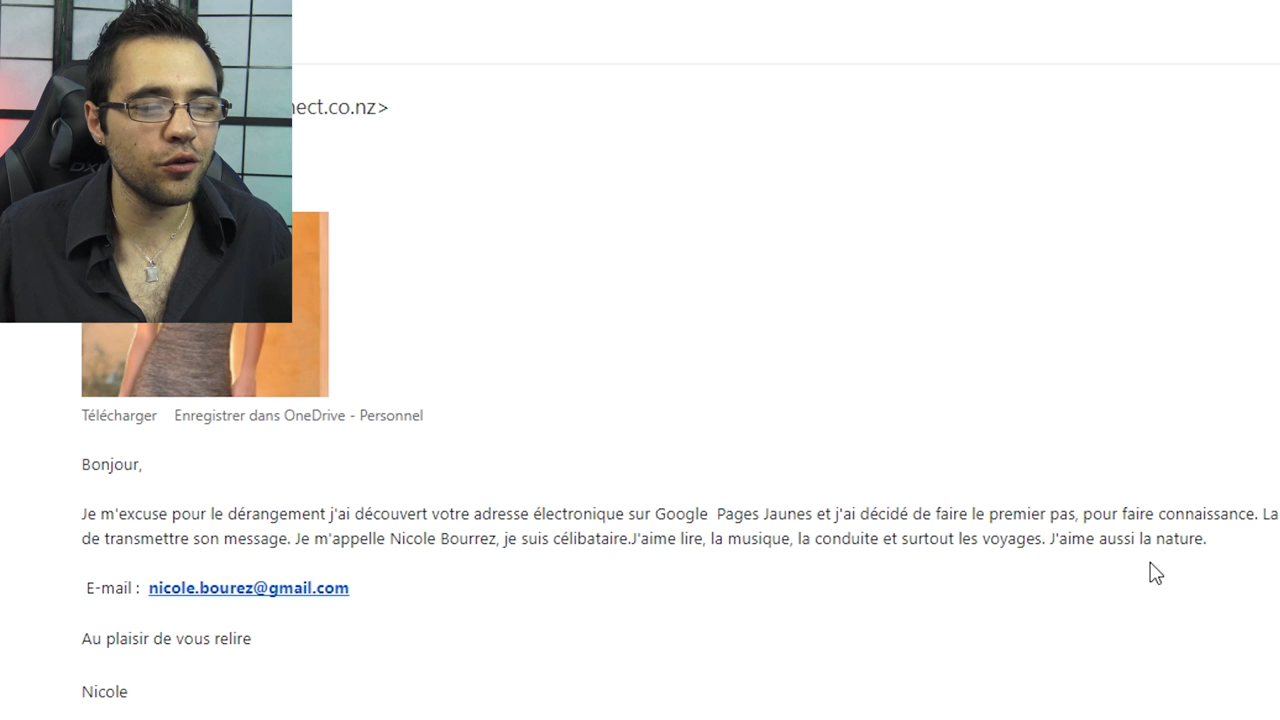 nect.co.nz>
DX
Télécharger Enregistrer dans OneDrive - Personnel
Bonjour,
Je m'excuse pour le dérangement j'ai découvert votre adresse électronique sur Google Pages Jaunes et j'ai décidé de faire le premier pas, pour faire connaissance. La
de transmettre son message. Je m'appelle Nicole Bourrez, je suis célibataire.J'aime lire, la musique, la conduite et surtout les voyages. J'aime aussi la nature.
E-mail : nicole.bourez@gmail.com
Au plaisir de vous relire
Nicole